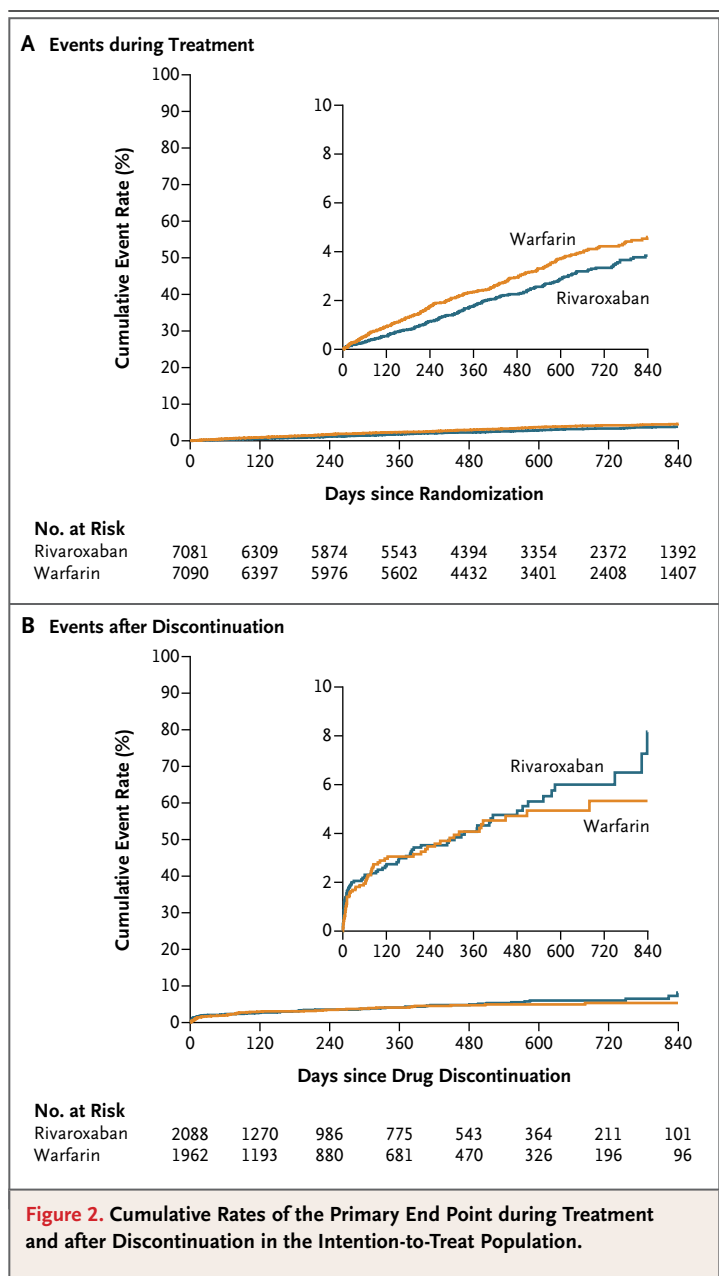 A Events during Treatment
100
90
80
70
60
50
40
30
20
10
0
Cumulative Event Rate (%)
10
8
6
4
2
0
Warfarin
Rivaroxaban
0 120 240 360 480 600 720 840
0 120 240 360 480 600 720 840
Days since Randomization
No. at Risk
Rivaroxaban 7081 6309 5874 5543 4394 3354 2372 1392
Warfarin 7090 6397 5976 5602 4432 3401 2408 1407
B Events after Discontinuation
100
90
80
70
60
50
40
30
20
10
0
Cumulative Event Rate (%)
10
8
6
4
2
0
Rivaroxaban
Warfarin
0 120 240 360 480 600 720 840
0 120 240 360 480 600 720 840
Days since Drug Discontinuation
No. at Risk
Rivaroxaban 2088 1270 986 775 543 364 211 101
Warfarin 1962 1193 880 681 470 326 196 96
Figure 2. Cumulative Rates of the Primary End Point during Treatment
and after Discontinuation in the Intention-to-Treat Population.